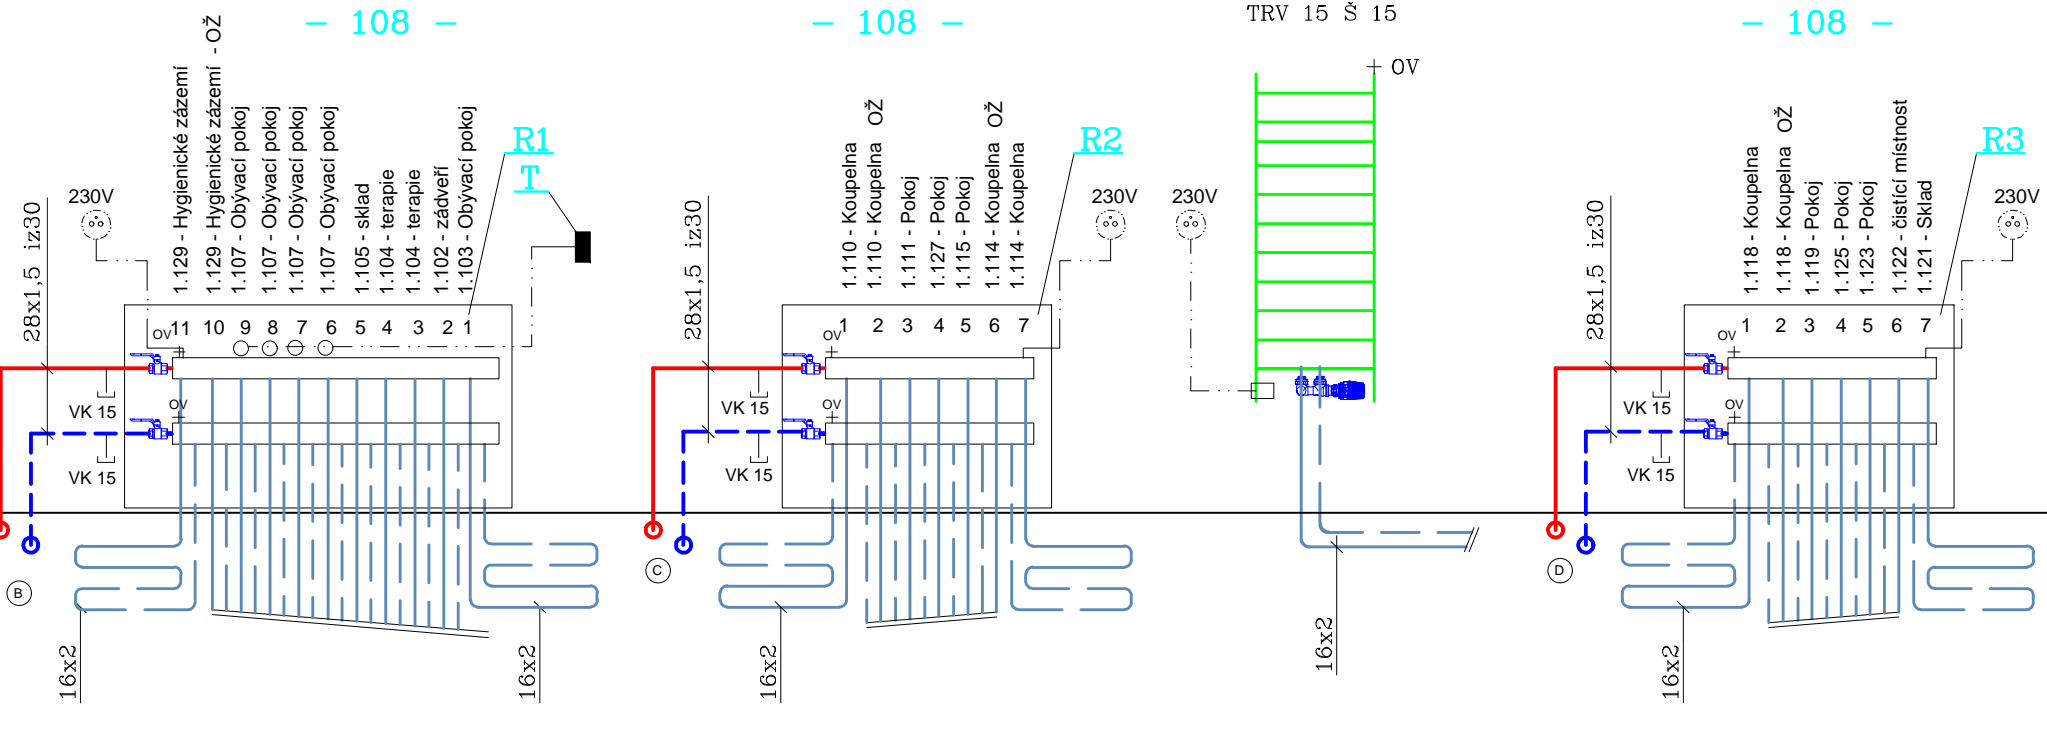 - 108 -
1.129 - Hygienické zázemí
1.129 - Hygienické zázemí - OŽ
1.107 - Obývací pokoj
1.107 - Obývací pokoj
1.107 - Obývací pokoj
1.107 - Obývací pokoj
1.105 - sklad
1.104 - terapie
1.104 - terapie
1.102 - zádveří
1.103 - Obývací pokoj
R1
T
230V
28x1,5 iz30
OV
11 10 9 8 7 6 5 4 3 2 1
VK 15
OV
VK 15
B
16x2
16x2
- 108 -
1.110 - Koupelna
1.110 - Koupelna OŽ
1.111 - Pokoj
1.127 - Pokoj
1.115 - Pokoj
1.114 - Koupelna OŽ
1.114 - Koupelna
R2
230V
28x1,5 iz30
1 2 3 4 5 6 7
OV
VK 15
OV
VK 15
C
16x2
TRV 15 Š 15
OV
230V
16x2
- 108 -
1.118 - Koupelna
1.118 - Koupelna OŽ
1.119 - Pokoj
1.125 - Pokoj
1.123 - Pokoj
1.122 - čistící místnost
1.121 - Sklad
R3
230V
28x1,5 iz30
1 2 3 4 5 6 7
OV
VK 15
OV
VK 15
D
16x2